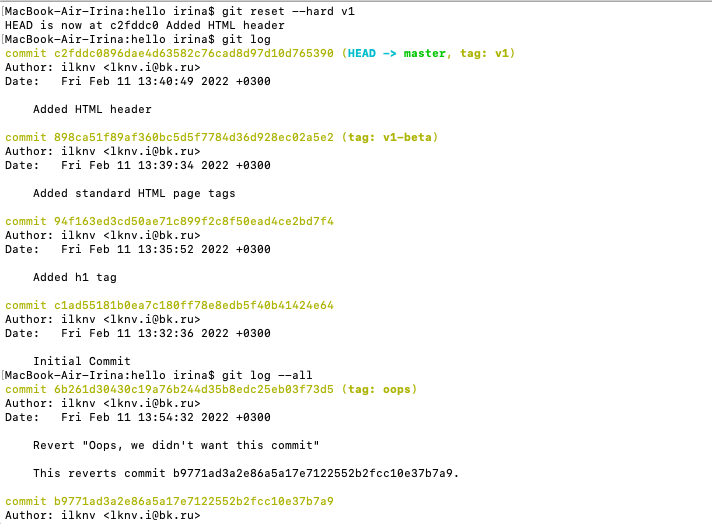 MacBook-Air-Irina:hello irina$ git reset --hard v1
HEAD is now at c2fddc0 Added HTML header
MacBook-Air-Irina:hello irina$ git log
commit c2fddc0896dae4d63582c76cad8d97d10d765390 (HEAD -> master, tag: v1)
Author: ilknv <lknv.i@bk.ru>
Date:   Fri Feb 11 13:40:49 2022 +0300
Added HTML header
commit 898ca51f89af360bc5d5f7784d36d928ec02a5e2 (tag: v1-beta)
Author: ilknv <lknv.i@bk.ru>
Date:   Fri Feb 11 13:39:34 2022 +0300
Added standard HTML page tags
commit 94f163ed3cd50ae71c899f2c8f50ead4ce2bd7f4
Author: ilknv <lknv.i@bk.ru>
Date:   Fri Feb 11 13:35:52 2022 +0300
Added h1 tag
commit c1ad55181b0ea7c180ff78e8edb5f40b41424e64
Author: ilknv <lknv.i@bk.ru>
Date:   Fri Feb 11 13:32:36 2022 +0300
Initial Commit
MacBook-Air-Irina:hello irina$ git log --all
commit 6b261d30430c19a76b244d35b8edc25eb03f73d5 (tag: oops)
Author: ilknv <lknv.i@bk.ru>
Date:   Fri Feb 11 13:54:32 2022 +0300
Revert "Oops, we didn't want this commit"
This reverts commit b9771ad3a2e86a5a17e7122552b2fcc10e37b7a9.
commit b9771ad3a2e86a5a17e7122552b2fcc10e37b7a9
Author: ilknv <lknv.i@bk.ru>